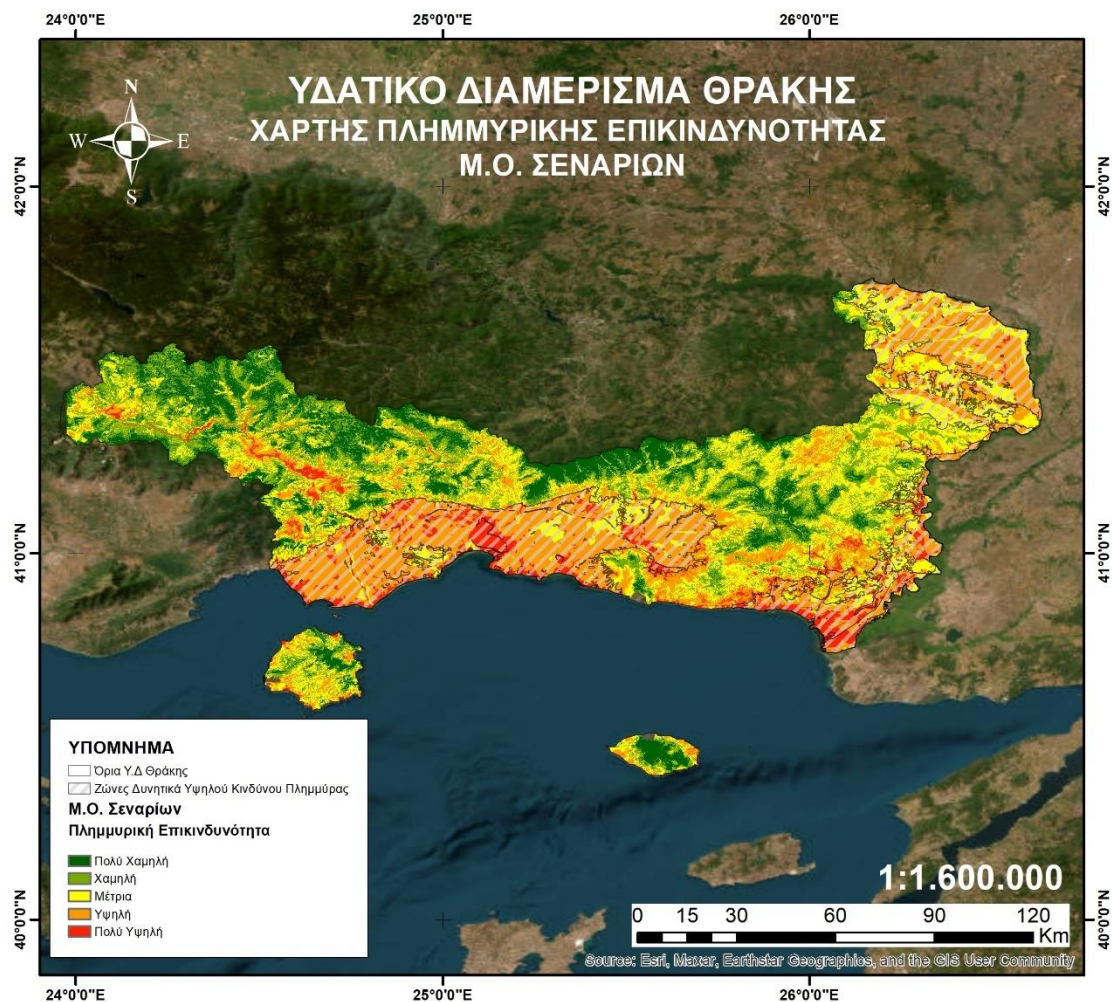 24°0'0"E 25°0'0"E 26°0'0"E
ΥΔΑΤΙΚΟ ΔΙΑΜΕΡΙΣΜΑ ΘΡΑΚΗΣ
ΧΑΡΤΗΣ ΠΛΗΜΜΥΡΙΚΗΣ ΕΠΙΚΙΝΔΥΝΟΤΗΤΑΣ
Μ.Ο. ΣΕΝΑΡΙΩΝ
N
W E
S
42°0'0"N 42°0'0"N
41°0'0"N 41°0'0"N
40°0'0"N 40°0'0"N
ΥΠΟΜΝΗΜΑ
Όρια Υ.Δ Θράκης
Ζώνες Δυνητικά Υψηλού Κινδύνου Πλημμύρας
Μ.Ο. Σεναρίων
Πλημμυρική Επικινδυνότητα
Πολύ Χαμηλή
Χαμηλή
Μέτρια
Υψηλή
Πολύ Υψηλή
1:1.600.000
0 15 30 60 90 120
Km
Source: Esri, Maxar, Earthstar Geographics, and the GIS User Community
24°0'0"E 25°0'0"E 26°0'0"E